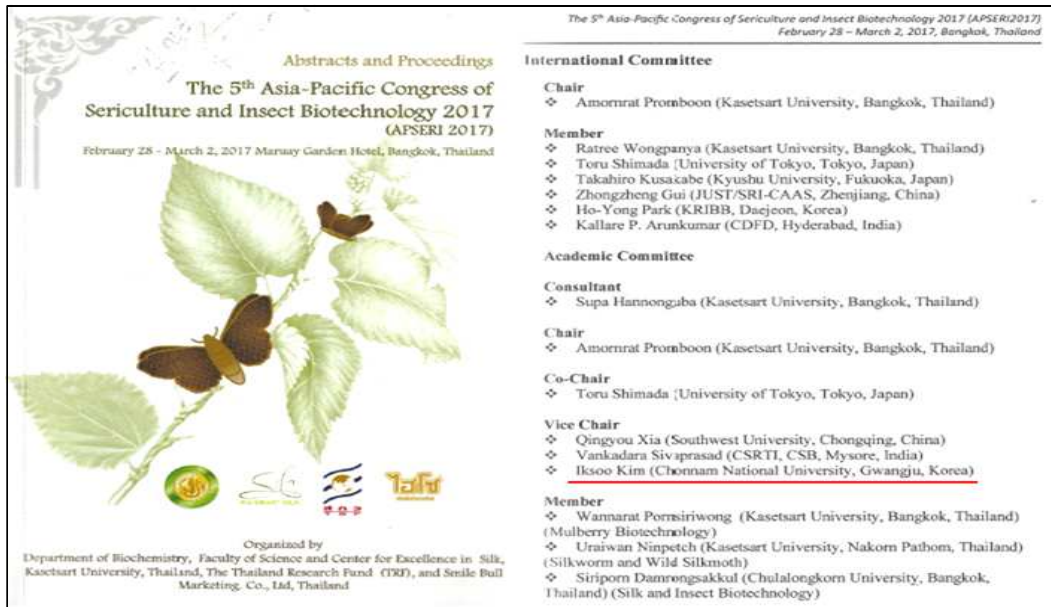 Abstracts and Proceedings
The 5th Asia-Pacific Congress of
Sericulture and Insect Biotechnology 2017
(APSERI 2017)
February 28 - March 2, 2017 Maruay Garden Hotel, Bangkok, Thailand
ไฮโซ
Organized by
Department of Biochemistry, Faculty of Science and Center for Excellence in Silk,
Kasetsart University, Thailand, The Thailand Research Fund (TRF), and Smile Bull
Marketing. Co., Ltd, Thailand
The 5th Asia-Pacific Congress of Sericulture and Insect Biotechnology 2017 (APSERI2017)
February 28 – March 2, 2017, Bangkok, Thailand
International Committee
Chair
❖ Amornrat Promboon (Kasetsart University, Bangkok, Thailand)
Member
❖ Ratree Wongpanya (Kasetsart University, Bangkok, Thailand)
❖ Toru Shimada (University of Tokyo, Tokyo, Japan)
❖ Takahiro Kusakabe (Kyushu University, Fukuoka, Japan)
❖ Zhongzheng Gui (JUST/SRI-CAAS, Zhenjiang, China)
❖ Ho-Yong Park (KRIBB, Daejeon, Korea)
❖ Kallare P. Arunkumar (CDFD, Hyderabad, India)
Academic Committee
Consultant
❖ Supa Hannongbua (Kasetsart University, Bangkok, Thailand)
Chair
❖ Amornrat Promboon (Kasetsart University, Bangkok, Thailand)
Co-Chair
❖ Toru Shimada (University of Tokyo, Tokyo, Japan)
Vice Chair
❖ Qingyou Xia (Southwest University, Chongqing, China)
❖ Vankadara Sivaprasad (CSRTI, CSB, Mysore, India)
❖ Iksoo Kim (Chonnam National University, Gwangju, Korea)
Member
❖ Wannarat Pornsiriwong (Kasetsart University, Bangkok, Thailand)
(Mulberry Biotechnology)
❖ Uraiwan Ninpetch (Kasetsart University, Nakorn Pathom, Thailand)
(Silkworm and Wild Silkmoth)
❖ Siriporn Damrongsakkul (Chulalongkorn University, Bangkok,
Thailand) (Silk and Insect Biotechnology)